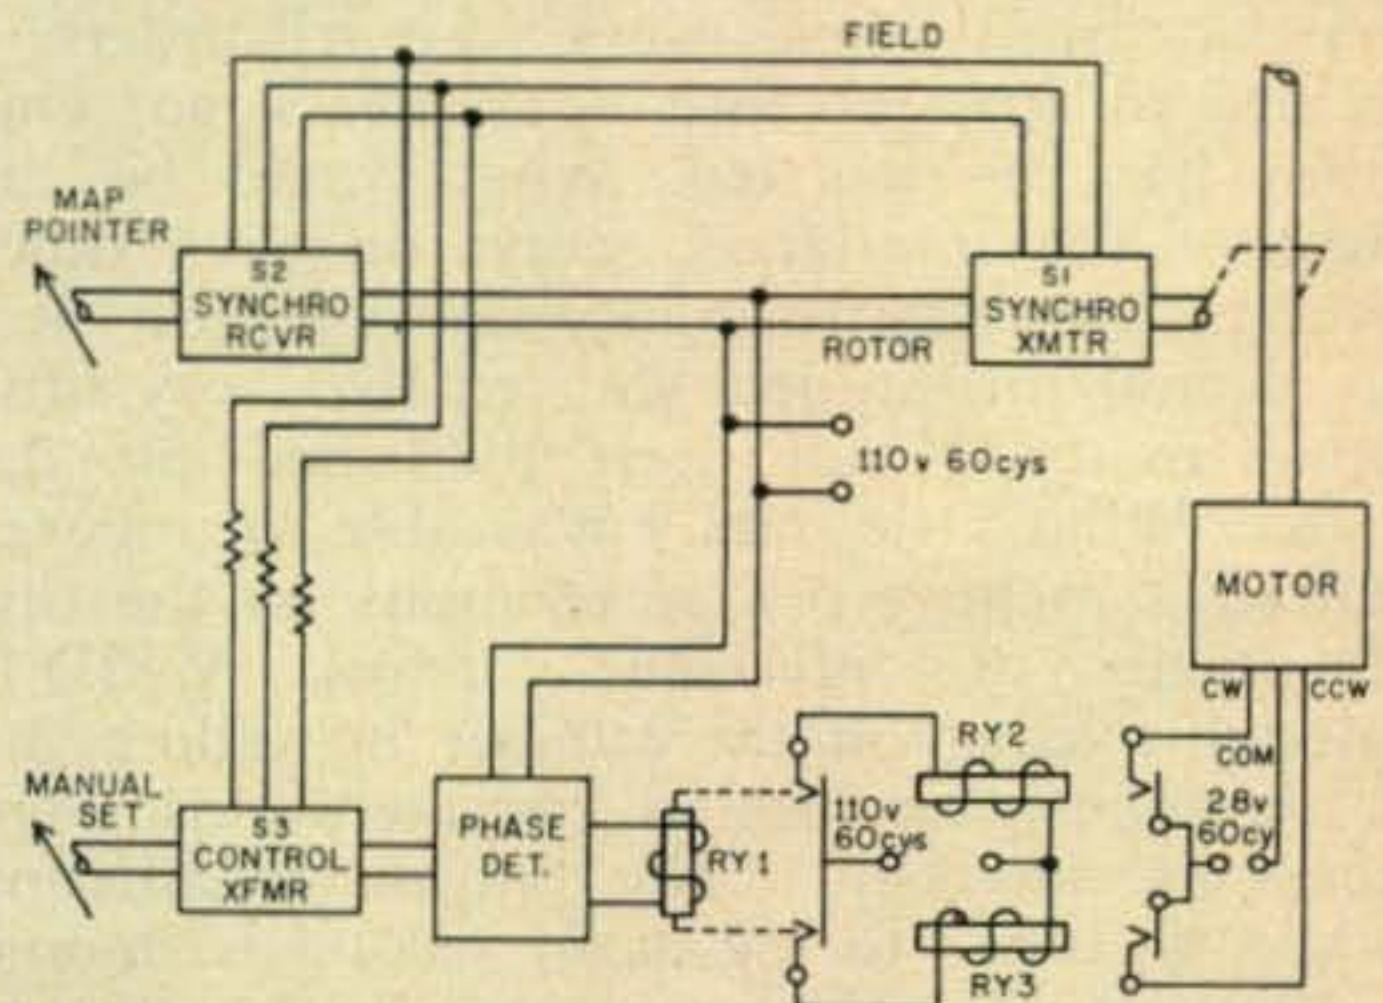 FIELD
MAP
POINTER
S2
SYNCHRO
RCVR
S1
SYNCHRO
XMTR
ROTOR
110v 60cys
MOTOR
CW
CCW
COM
28v
60cy
MANUAL
SET
S3
CONTROL
XFMR
PHASE
DET.
RY1
110v
60cys
RY2
RY3